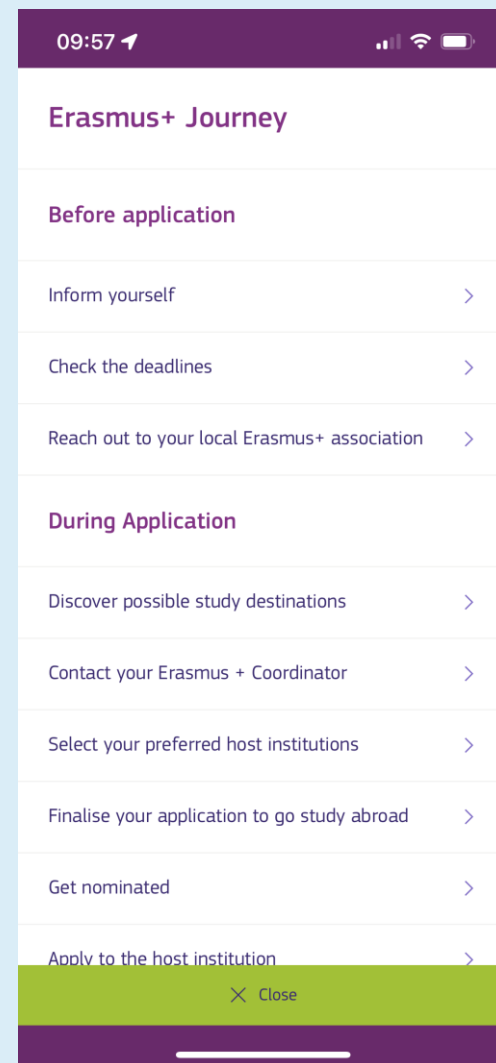 09:57
Erasmus+ Journey
Before application
Inform yourself
Check the deadlines
Reach out to your local Erasmus+ association
During Application
Discover possible study destinations
Contact your Erasmus + Coordinator
Select your preferred host institutions
Finalise your application to go study abroad
Get nominated
Apply to the host institution
Close